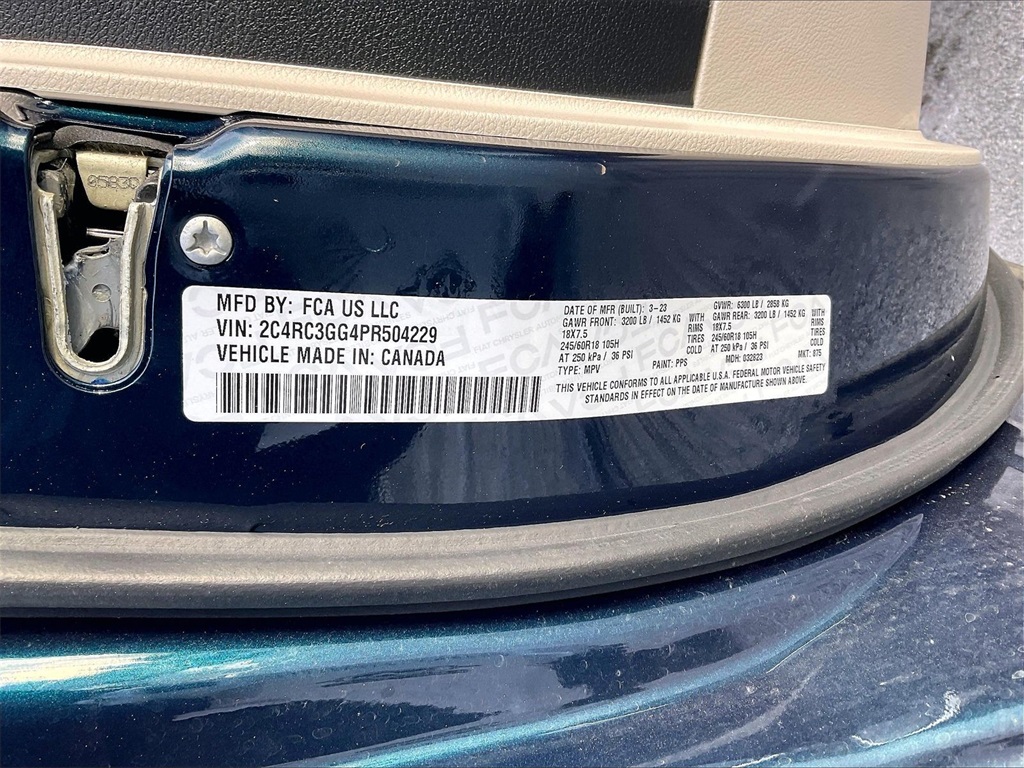 05830
MFD BY: FCA US LLC
VIN: 2C4RC3GG4PR504229
VEHICLE MADE IN: CANADA
DATE OF MFR (BUILT): 3-23 GVWR: 6300 LB / 2858 KG
GAWR FRONT: 3200 LB / 1452 KG WITH GAWR REAR: 3200 LB / 1452 KG WITH
18X7.5 RIMS 18X7.5 RIMS
245/60R18 105H TIRES 245/60R18 105H TIRES
AT 250 kPa / 36 PSI COLD AT 250 kPa / 36 PSI COLD
TYPE: MPV PAINT: PPS MDH: 032823 MKT: 875
THIS VEHICLE CONFORMS TO ALL APPLICABLE U.S.A. FEDERAL MOTOR VEHICLE SAFETY
STANDARDS IN EFFECT ON THE DATE OF MANUFACTURE SHOWN ABOVE.